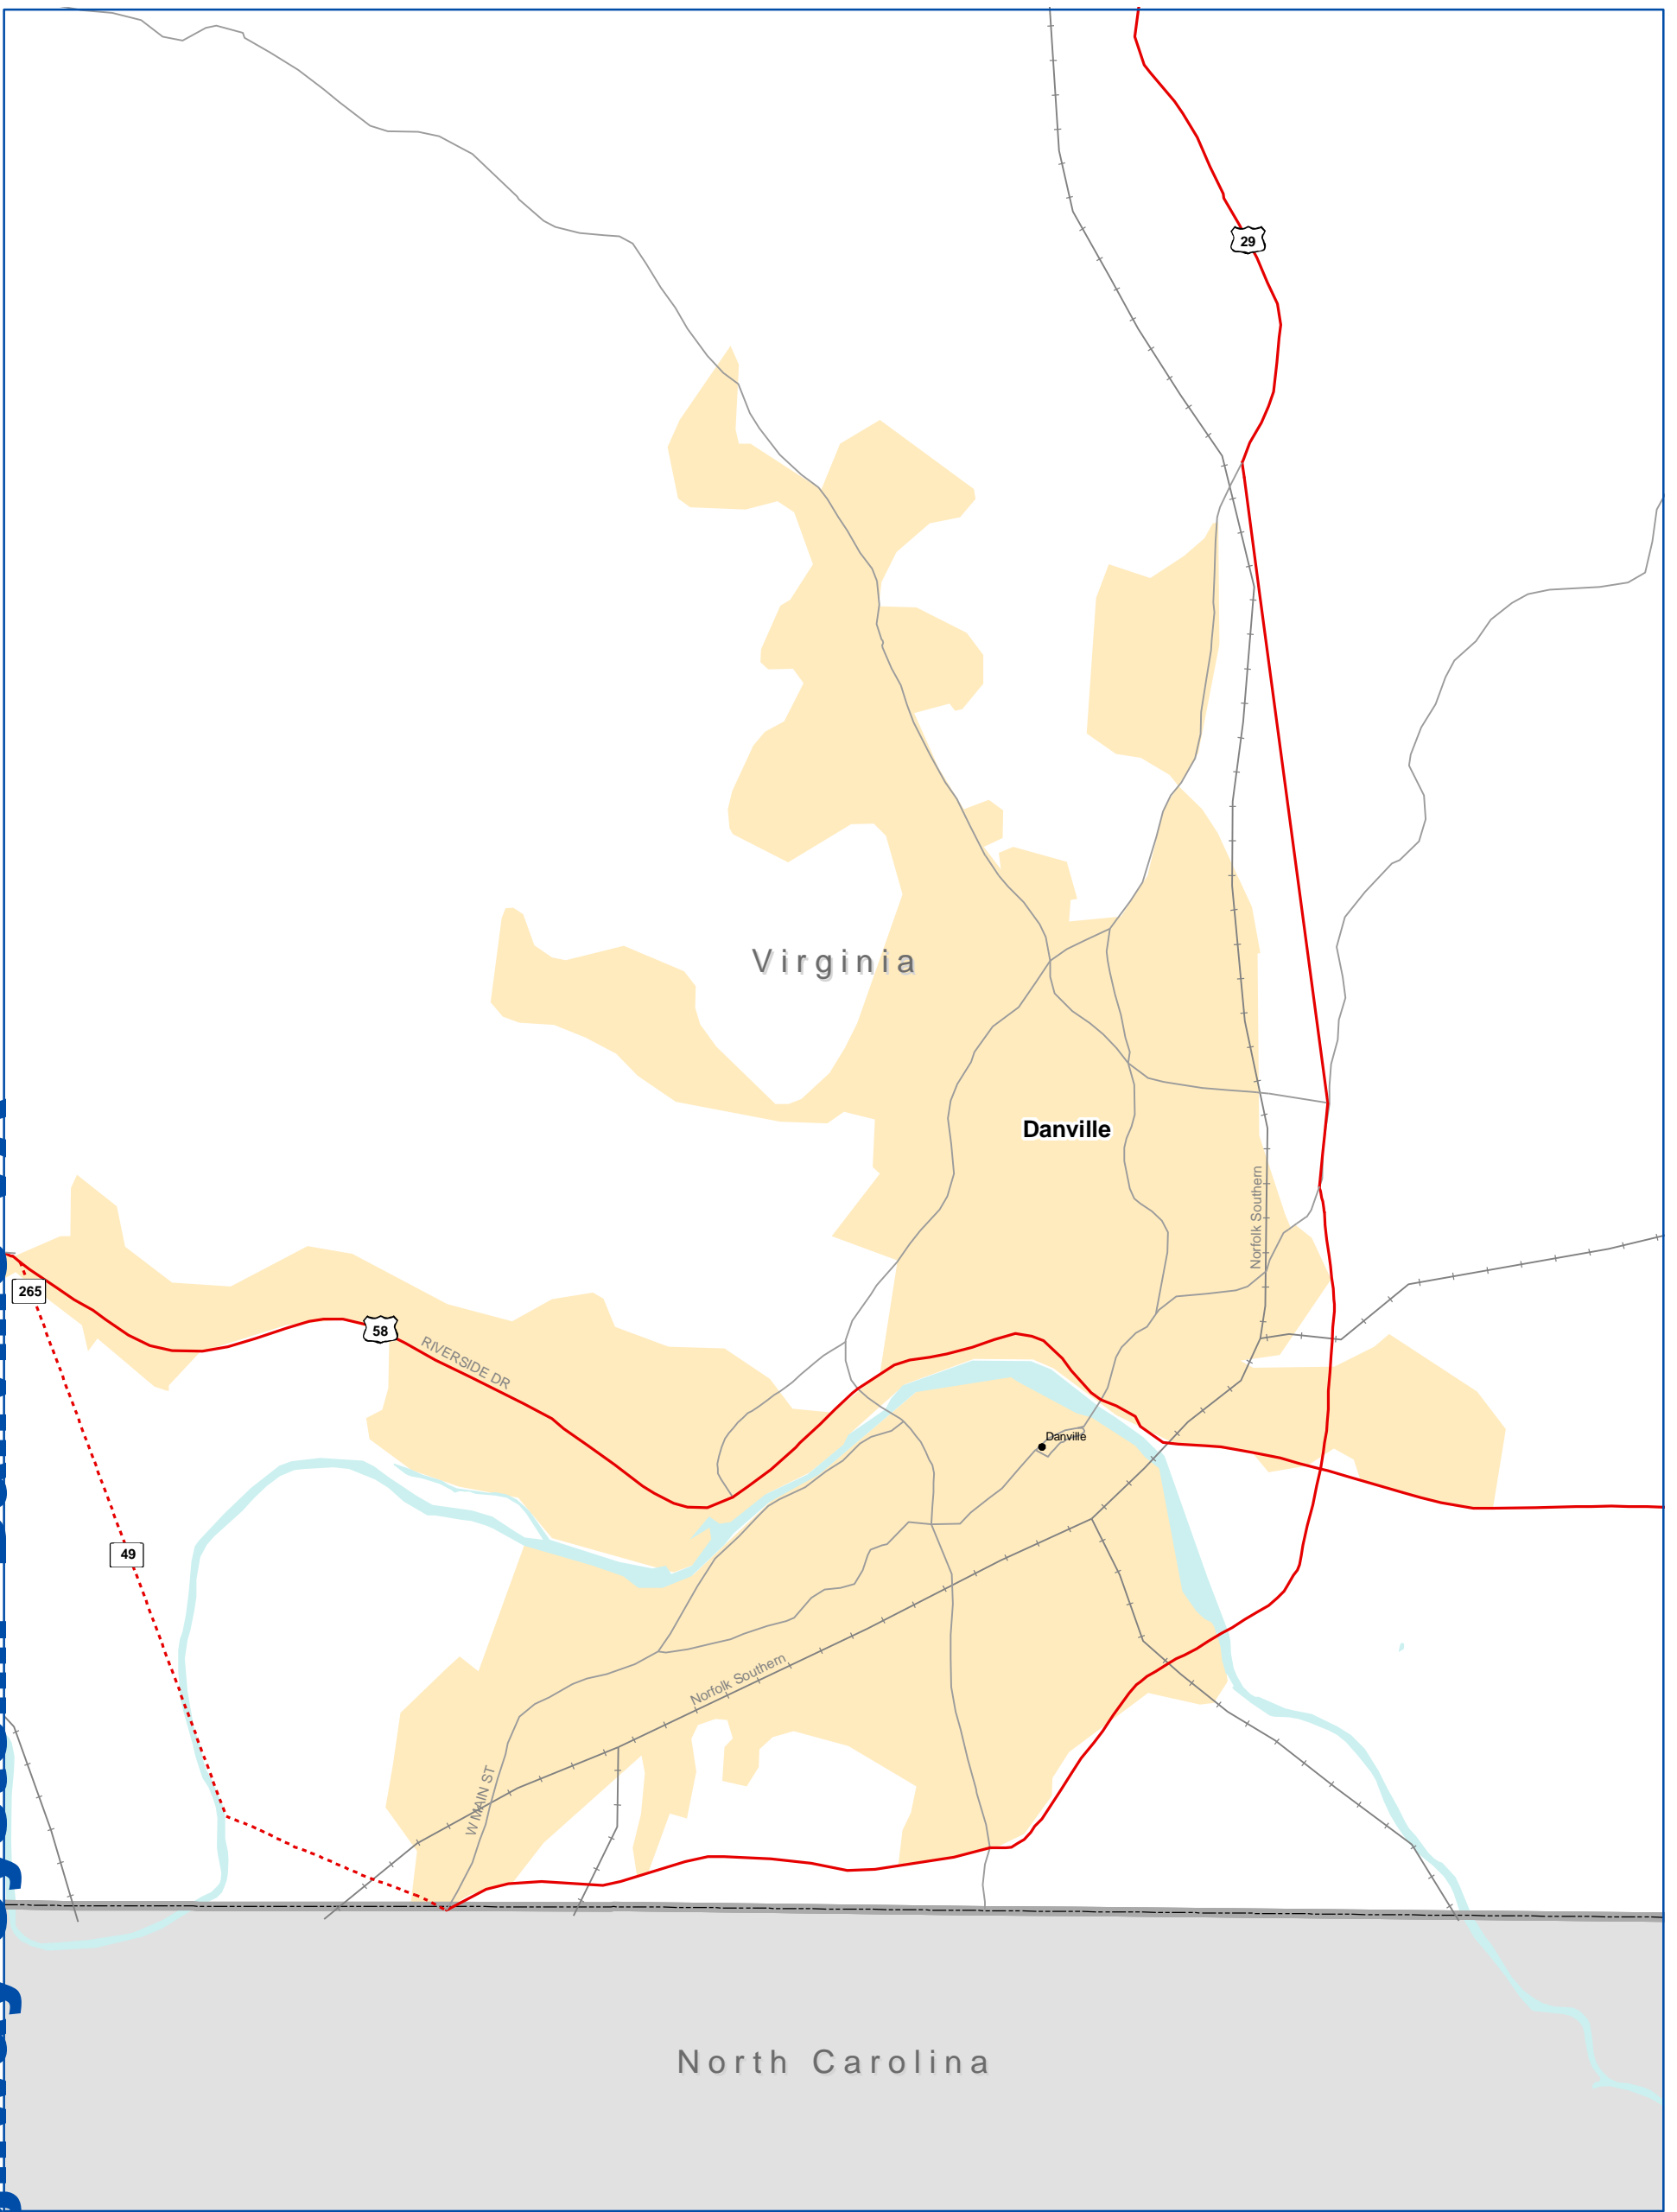 29
Virginia
Danville
Norfolk Southern
265
58
RIVERSIDE DR
Danville
49
Norfolk Southern
W MAIN ST
North Carolina